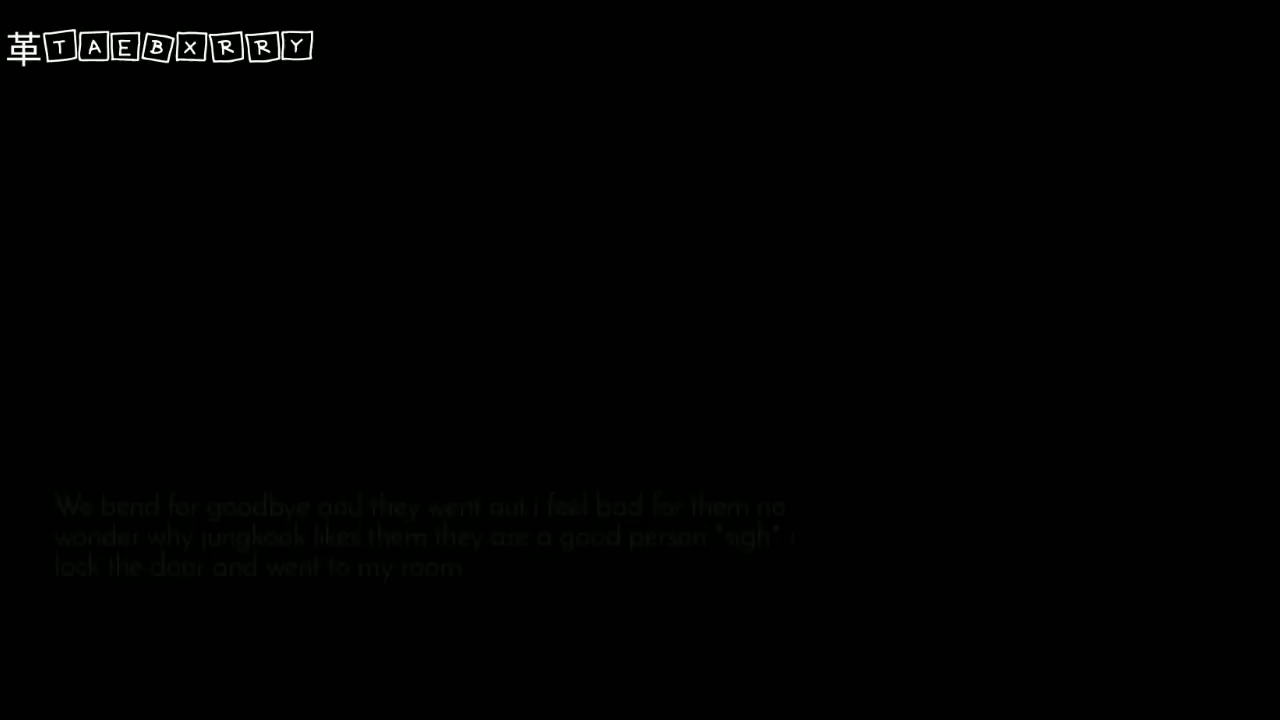 革TAEBXRRY
We bend for goodbye and they went out i feel bad for them no
wonder why jungkook likes them they are a good person *sigh* i
lock the door and went to my room